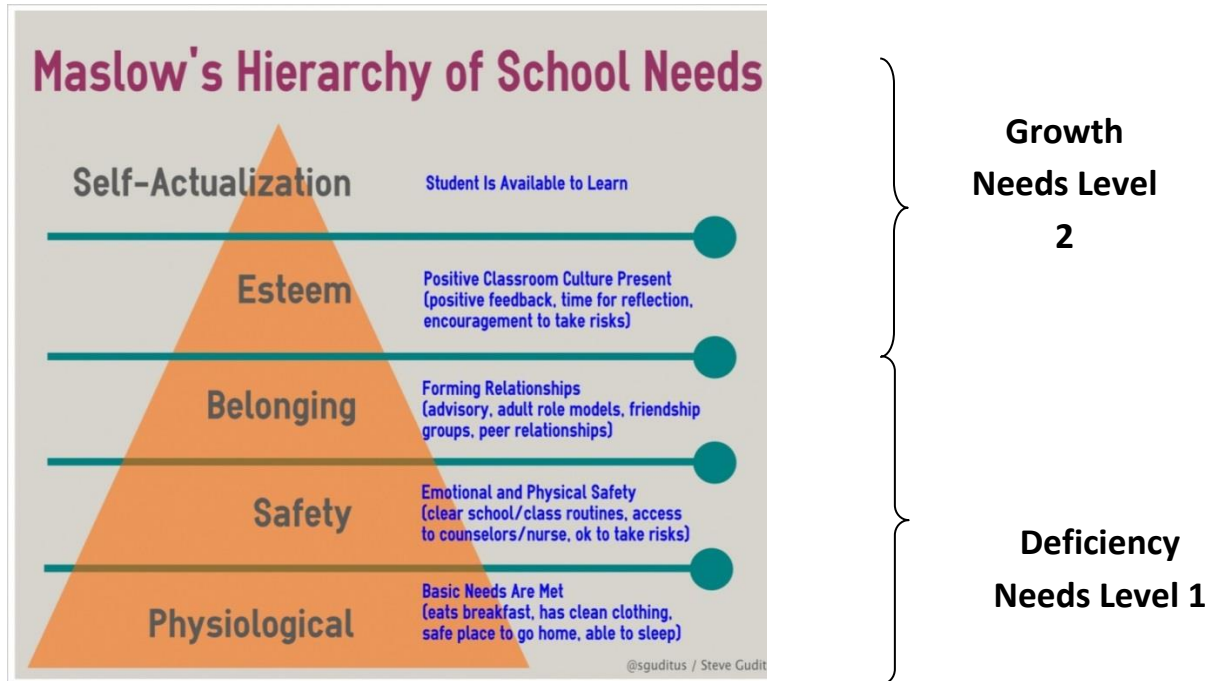 Maslow's Hierarchy of School Needs
Self-Actualization
Student Is Available to Learn
Esteem
Positive Classroom Culture Present
(positive feedback, time for reflection,
encouragement to take risks)
Belonging
Forming Relationships
(advisory, adult role models, friendship
groups, peer relationships)
Safety
Emotional and Physical Safety
(clear school/class routines, access
to counselors/nurse, ok to take risks)
Physiological
Basic Needs Are Met
(eats breakfast, has clean clothing,
safe place to go home, able to sleep)
@sguditus / Steve Gudit
Growth
Needs Level
2
Deficiency
Needs Level 1